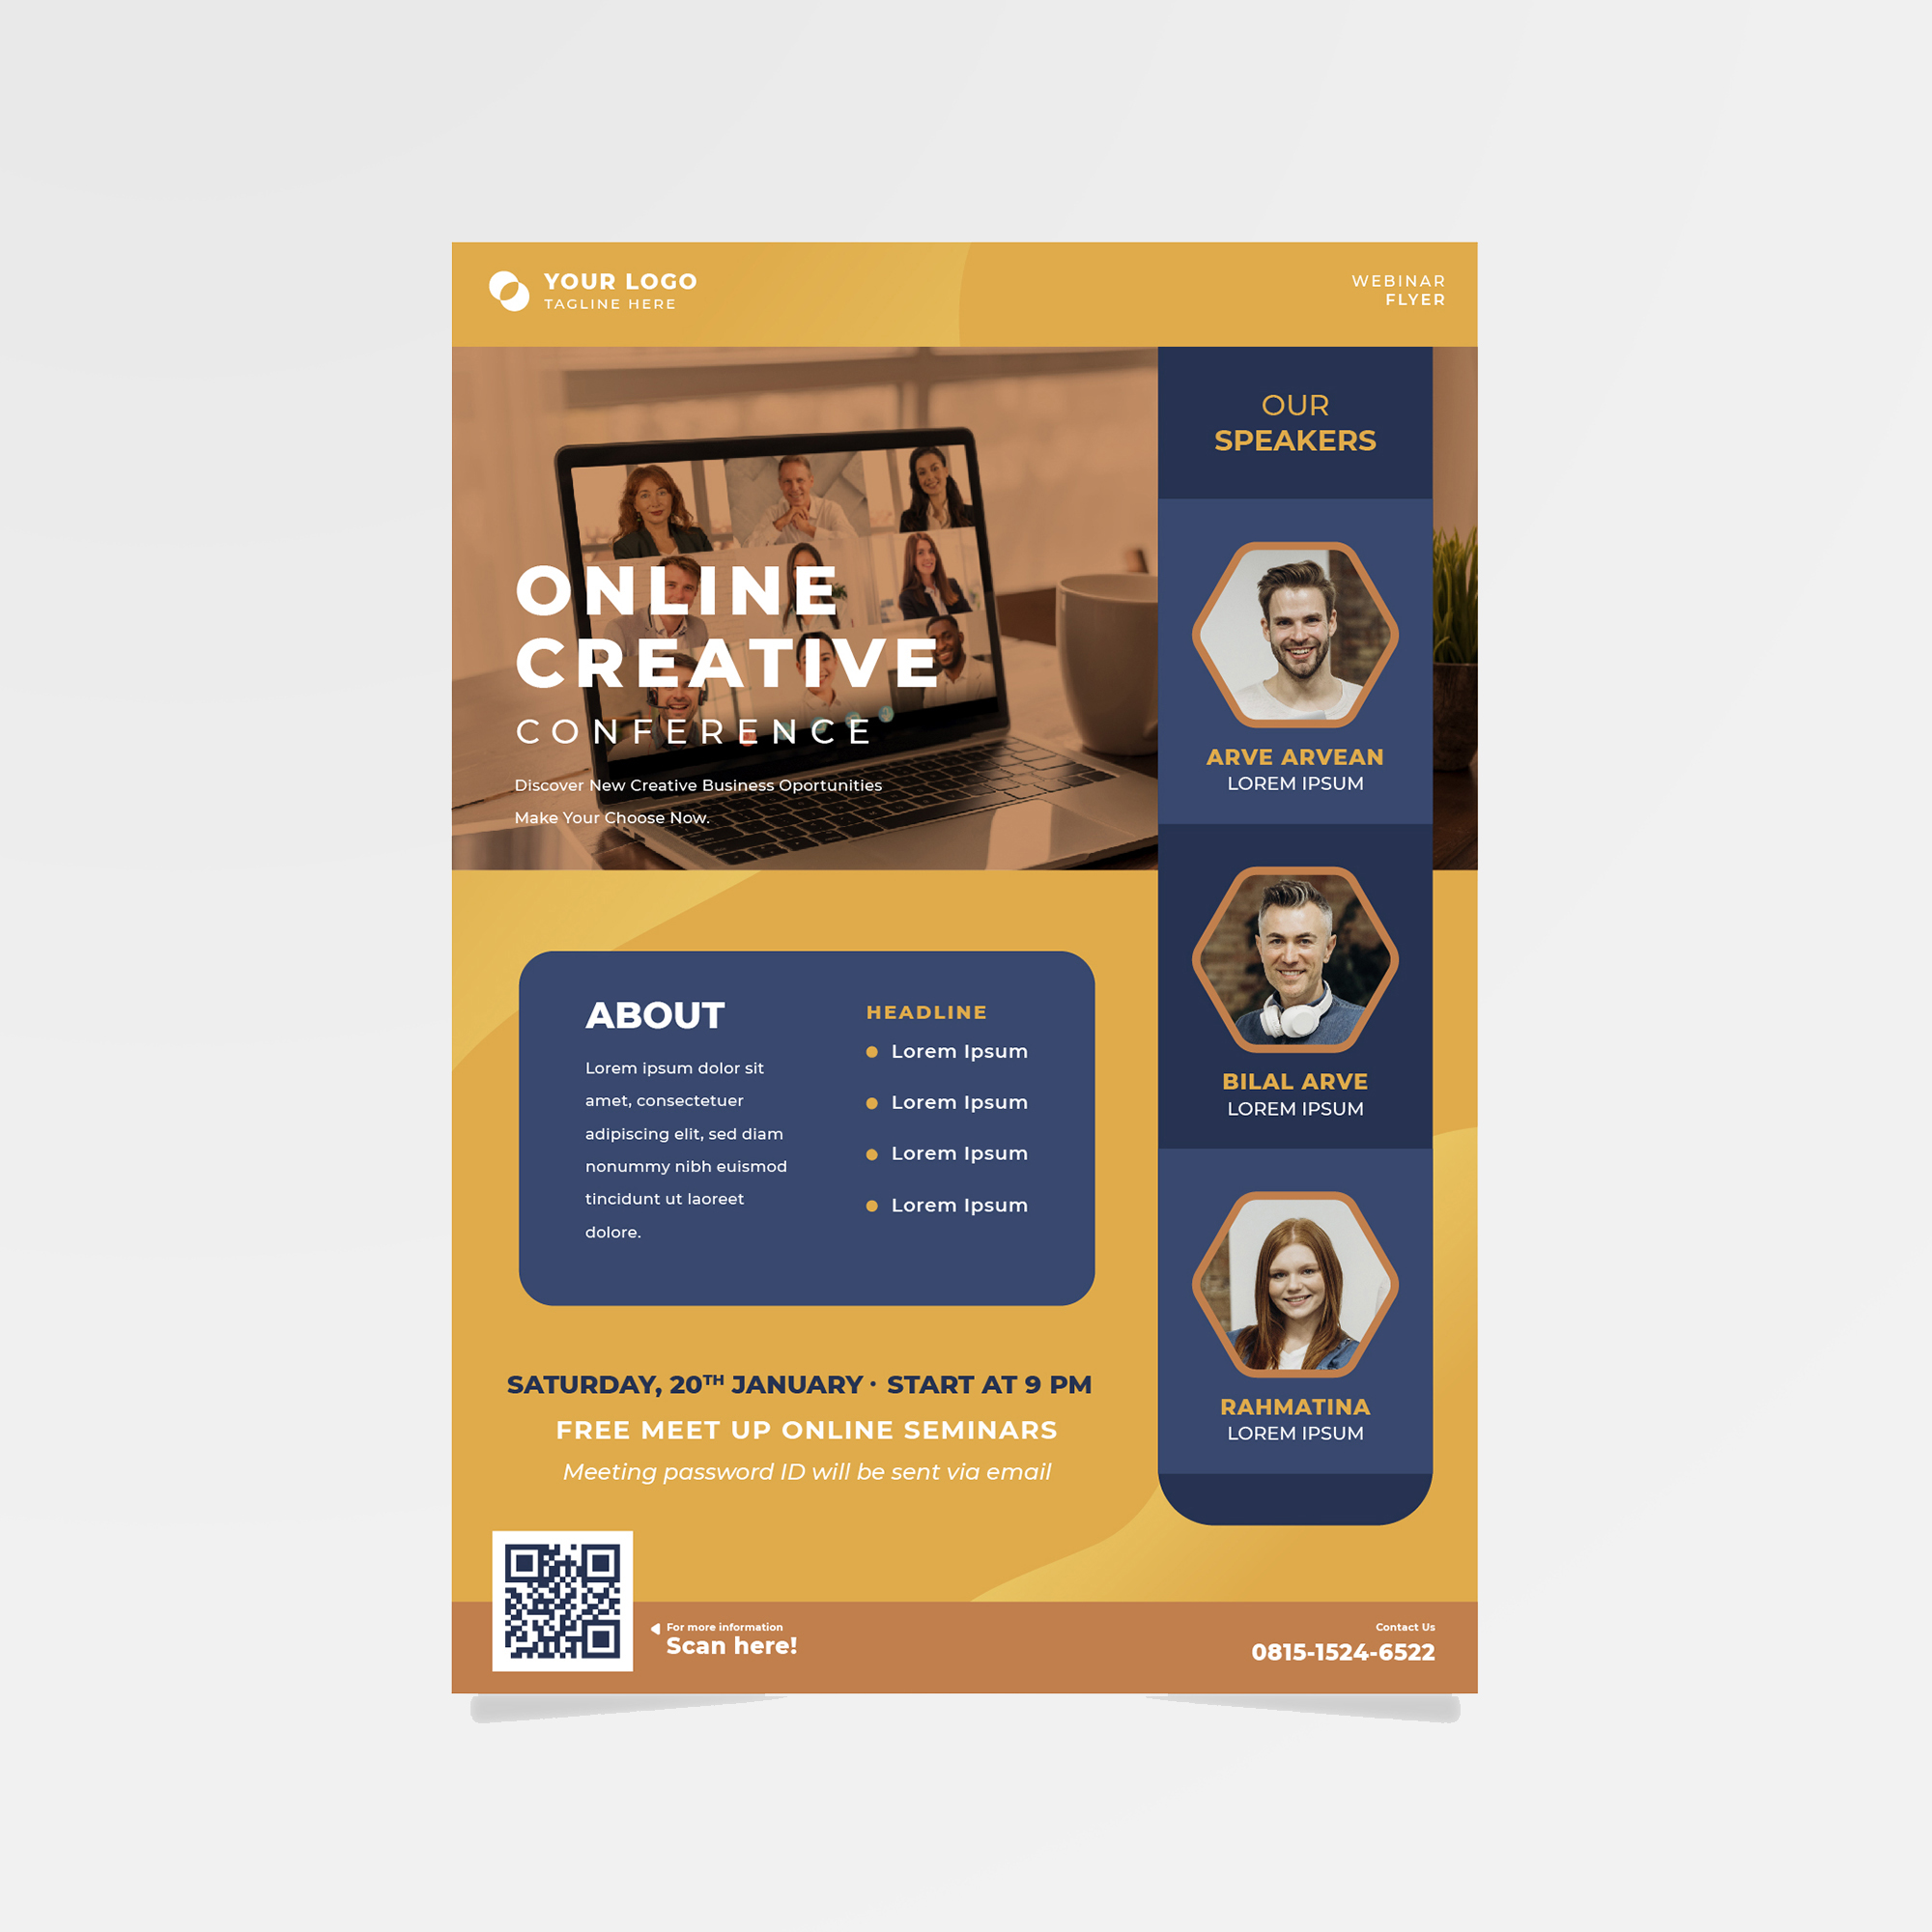 YOUR LOGO
TAGLINE HERE
WEBINAR
FLYER
ONLINE
CREATIVE
CONFERENCE
Discover New Creative Business Oportunities
Make Your Choose Now.
OUR
SPEAKERS
ARVE ARVEAN
LOREM IPSUM
BILAL ARVE
LOREM IPSUM
RAHMATINA
LOREM IPSUM
ABOUT
Lorem ipsum dolor sit
amet, consectetuer
adipiscing elit, sed diam
nonummy nibh euismod
tincidunt ut laoreet
dolore.
HEADLINE
Lorem Ipsum
Lorem Ipsum
Lorem Ipsum
Lorem Ipsum
SATURDAY, 20TH JANUARY · START AT 9 PM
FREE MEET UP ONLINE SEMINARS
Meeting password ID will be sent via email
For more information
Scan here!
Contact Us
0815-1524-6522